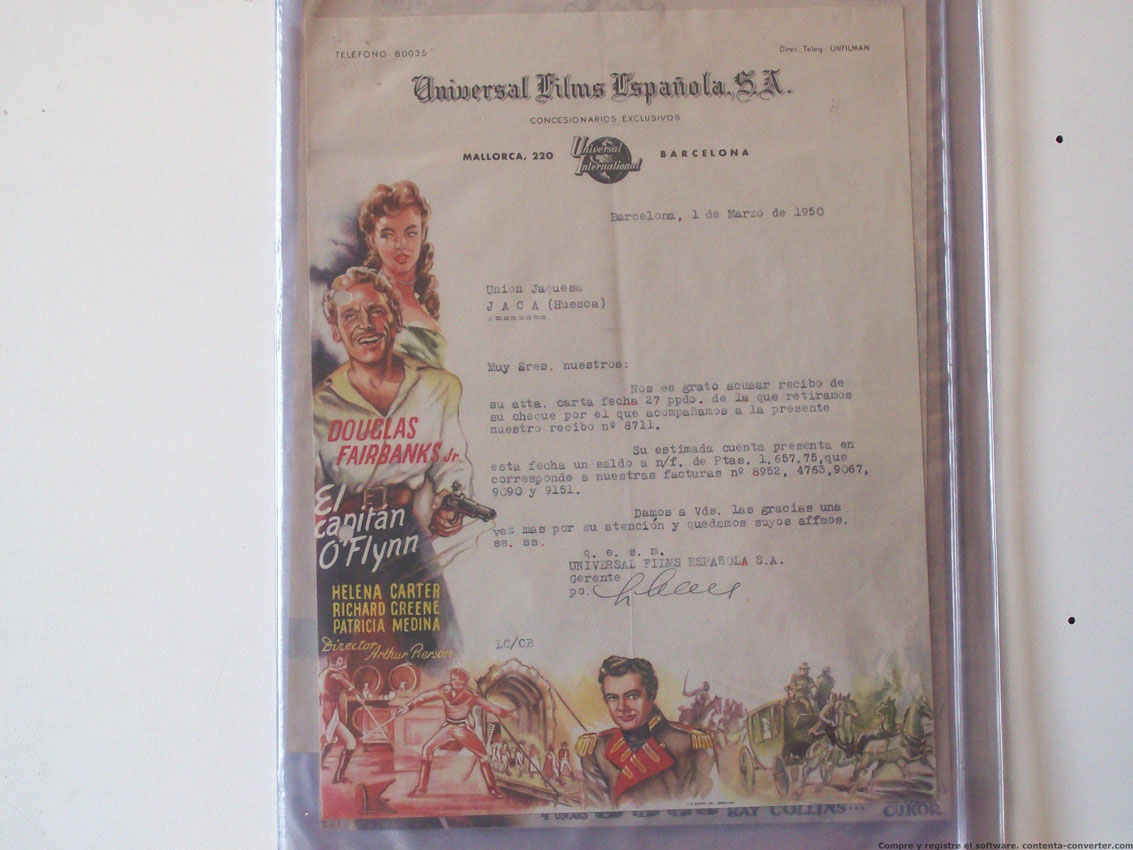 TELÉFONO 80035
Direc. Teleg.: UNFILMAN
Universal Films Española, S.A.
CONCESIONARIOS EXCLUSIVOS
MALLORCA, 220
Universal International
BARCELONA
Barcelona, 1 de Marzo de 1950
Union Jaquesa
J A C A (Huesca)
========
Muy Sres. nuestros:
Nos es grato acusar recibo de
su atta. carta fecha 27 ppdo. de la que retiramos
su cheque por el que acompañamos a la presente
nuestro recibo nº 8711.
Su estimada cuenta presenta en
esta fecha un saldo a n/f. de Ptas. 1.657,75,que
corresponde a nuestras facturas nº 8952, 4763,9067,
9090 y 9151.
Damos a Vds. las gracias una
vez mas por su atención y quedamos suyos affmos.
ss. ss.
q. e. s. m.
UNIVERSAL FILMS ESPAÑOLA S.A.
Gerente
po.
LC/CB
DOUGLAS
FAIRBANKS Jr.
El
capitán
O'Flynn
HELENA CARTER
RICHARD GREENE
PATRICIA MEDINA
Director
Arthur Pierson
RAY COLLINS...
CUKOR
Compre y registre el software. contenta-converter.com